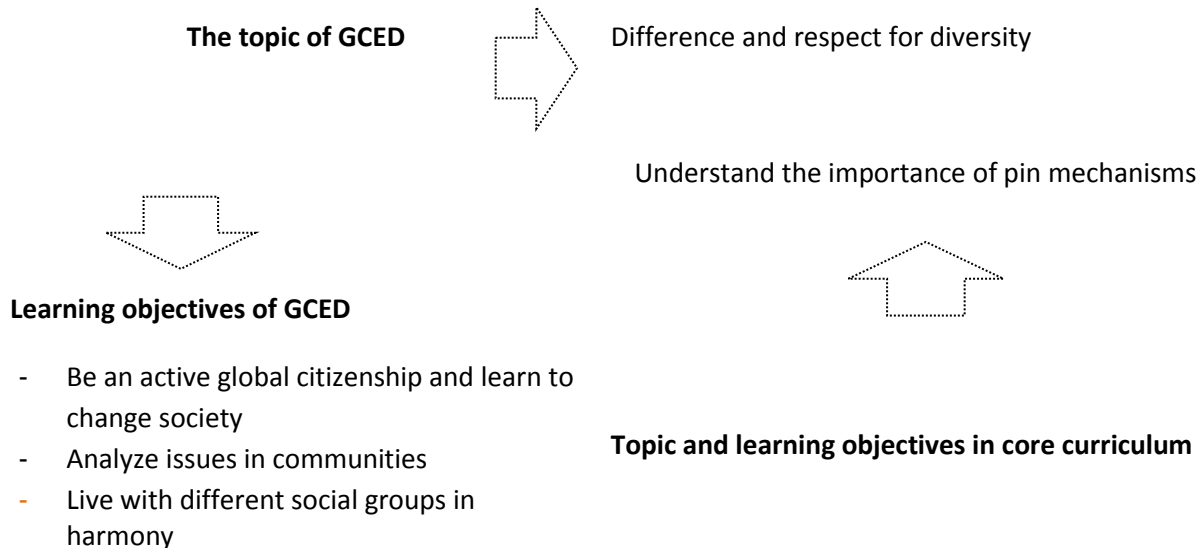 The topic of GCED
Difference and respect for diversity
Understand the importance of pin mechanisms
Learning objectives of GCED
- Be an active global citizenship and learn to
change society
- Analyze issues in communities
- Live with different social groups in
harmony
Topic and learning objectives in core curriculum